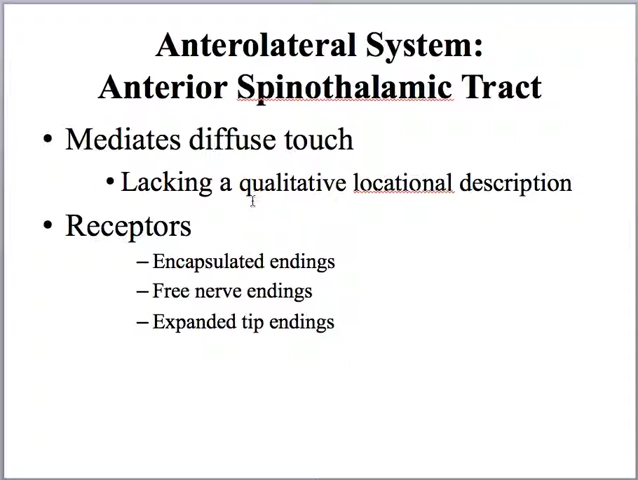 Anterolateral System:
Anterior Spinothalamic Tract
• Mediates diffuse touch
• Lacking a qualitative locational description
• Receptors
– Encapsulated endings
– Free nerve endings
– Expanded tip endings